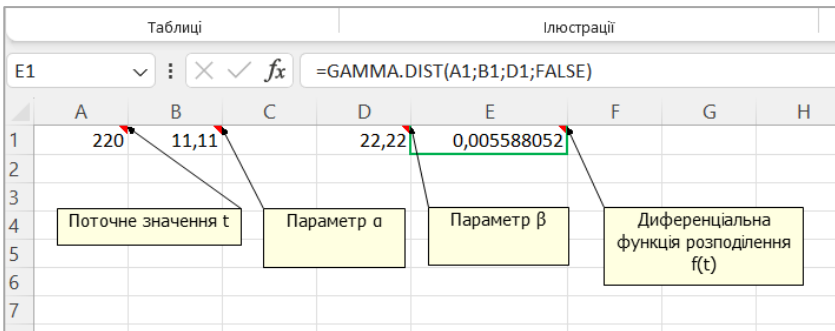 Таблиці Ілюстрації
E1 fx =GAMMA.DIST(A1;B1;D1;FALSE)
A B C D E F G H
1 220 11,11 22,22 0,005588052
2
3
4
5
6
7
Поточне значення t
Параметр α
Параметр β
Диференціальна
функція розподілення
f(t)